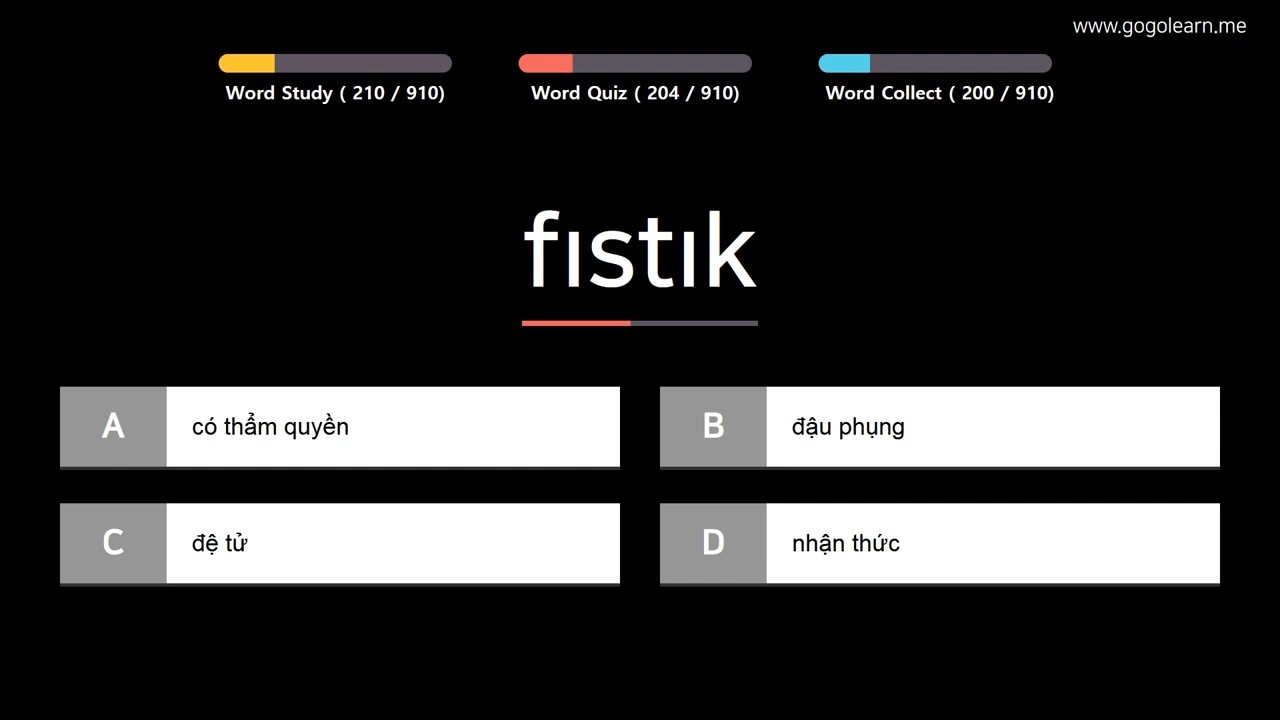 www.gogolearn.me
Word Study ( 210 / 910)
Word Quiz ( 204 / 910)
Word Collect ( 200 / 910)
fıstık
A
có thẩm quyền
B
đậu phụng
C
đệ tử
D
nhận thức